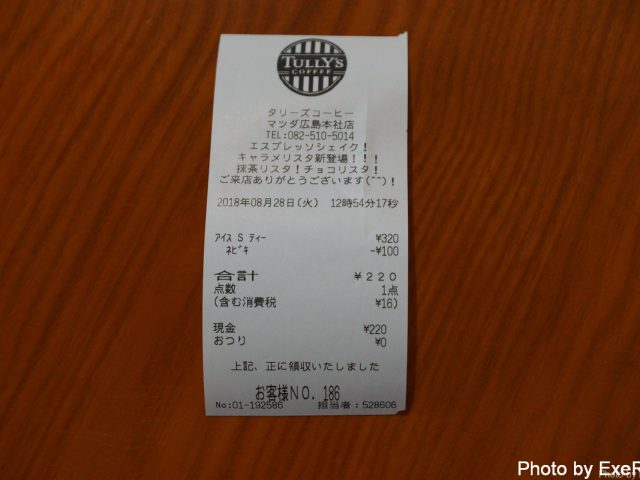 TULLY'S
COFFEE
タリーズコーヒー
マツダ広島本社店
TEL:082-510-5014
エスプレッソシェイク!
キャラメリスタ新登場!!!
抹茶リスタ!チョコリスタ!
ご来店ありがとうございます(^^)!
2018年08月28日(火) 12時54分17秒
アイス S ティー ¥320
ネビキ -¥100
合計 ¥220
点数 1点
(含む消費税 ¥16)
現金 ¥220
おつり ¥0
上記、正に領収いたしました
お客様NO. 186
No:01-192586 担当者:528606
Photo by ExeR